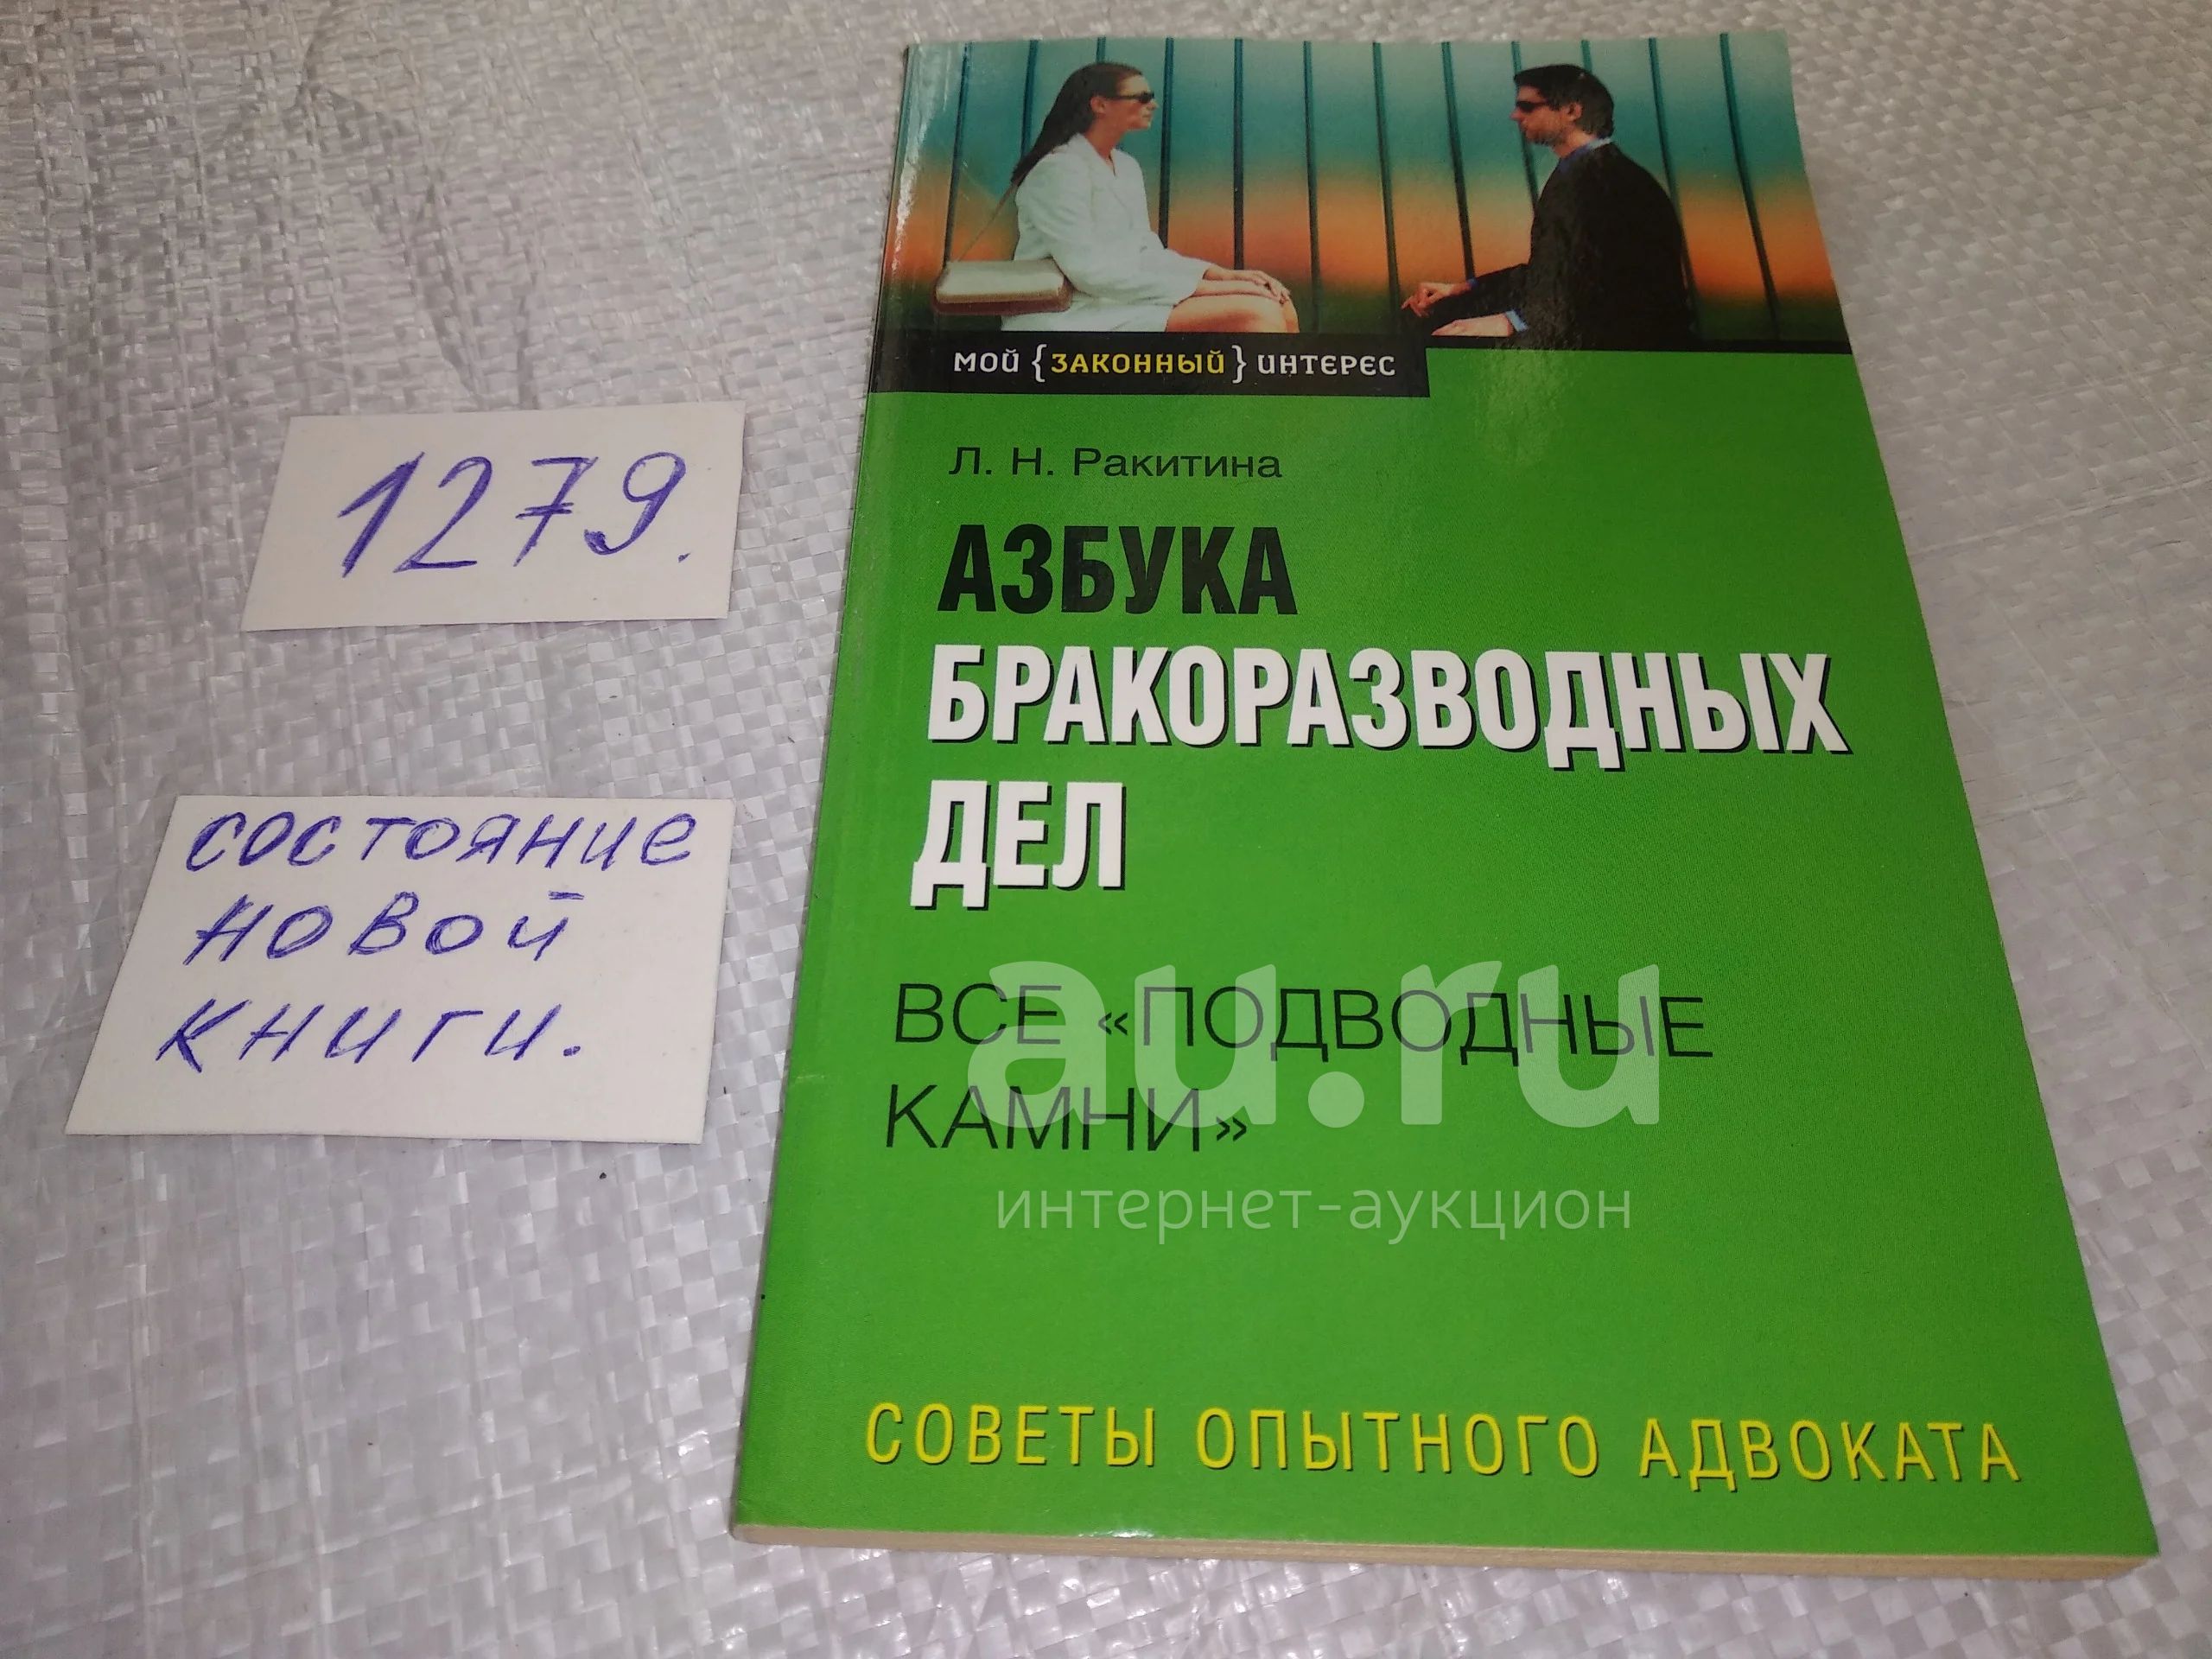 1279.
состояние
новой
книги.
МОЙ {ЗАКОННЫЙ} ИНТЕРЕС
Л. Н. Ракитина
АЗБУКА
БРАКОРАЗВОДНЫХ
ДЕЛ
ВСЕ «ПОДВОДНЫЕ
КАМНИ»
au.ru
интернет-аукцион
СОВЕТЫ ОПЫТНОГО АДВОКАТА